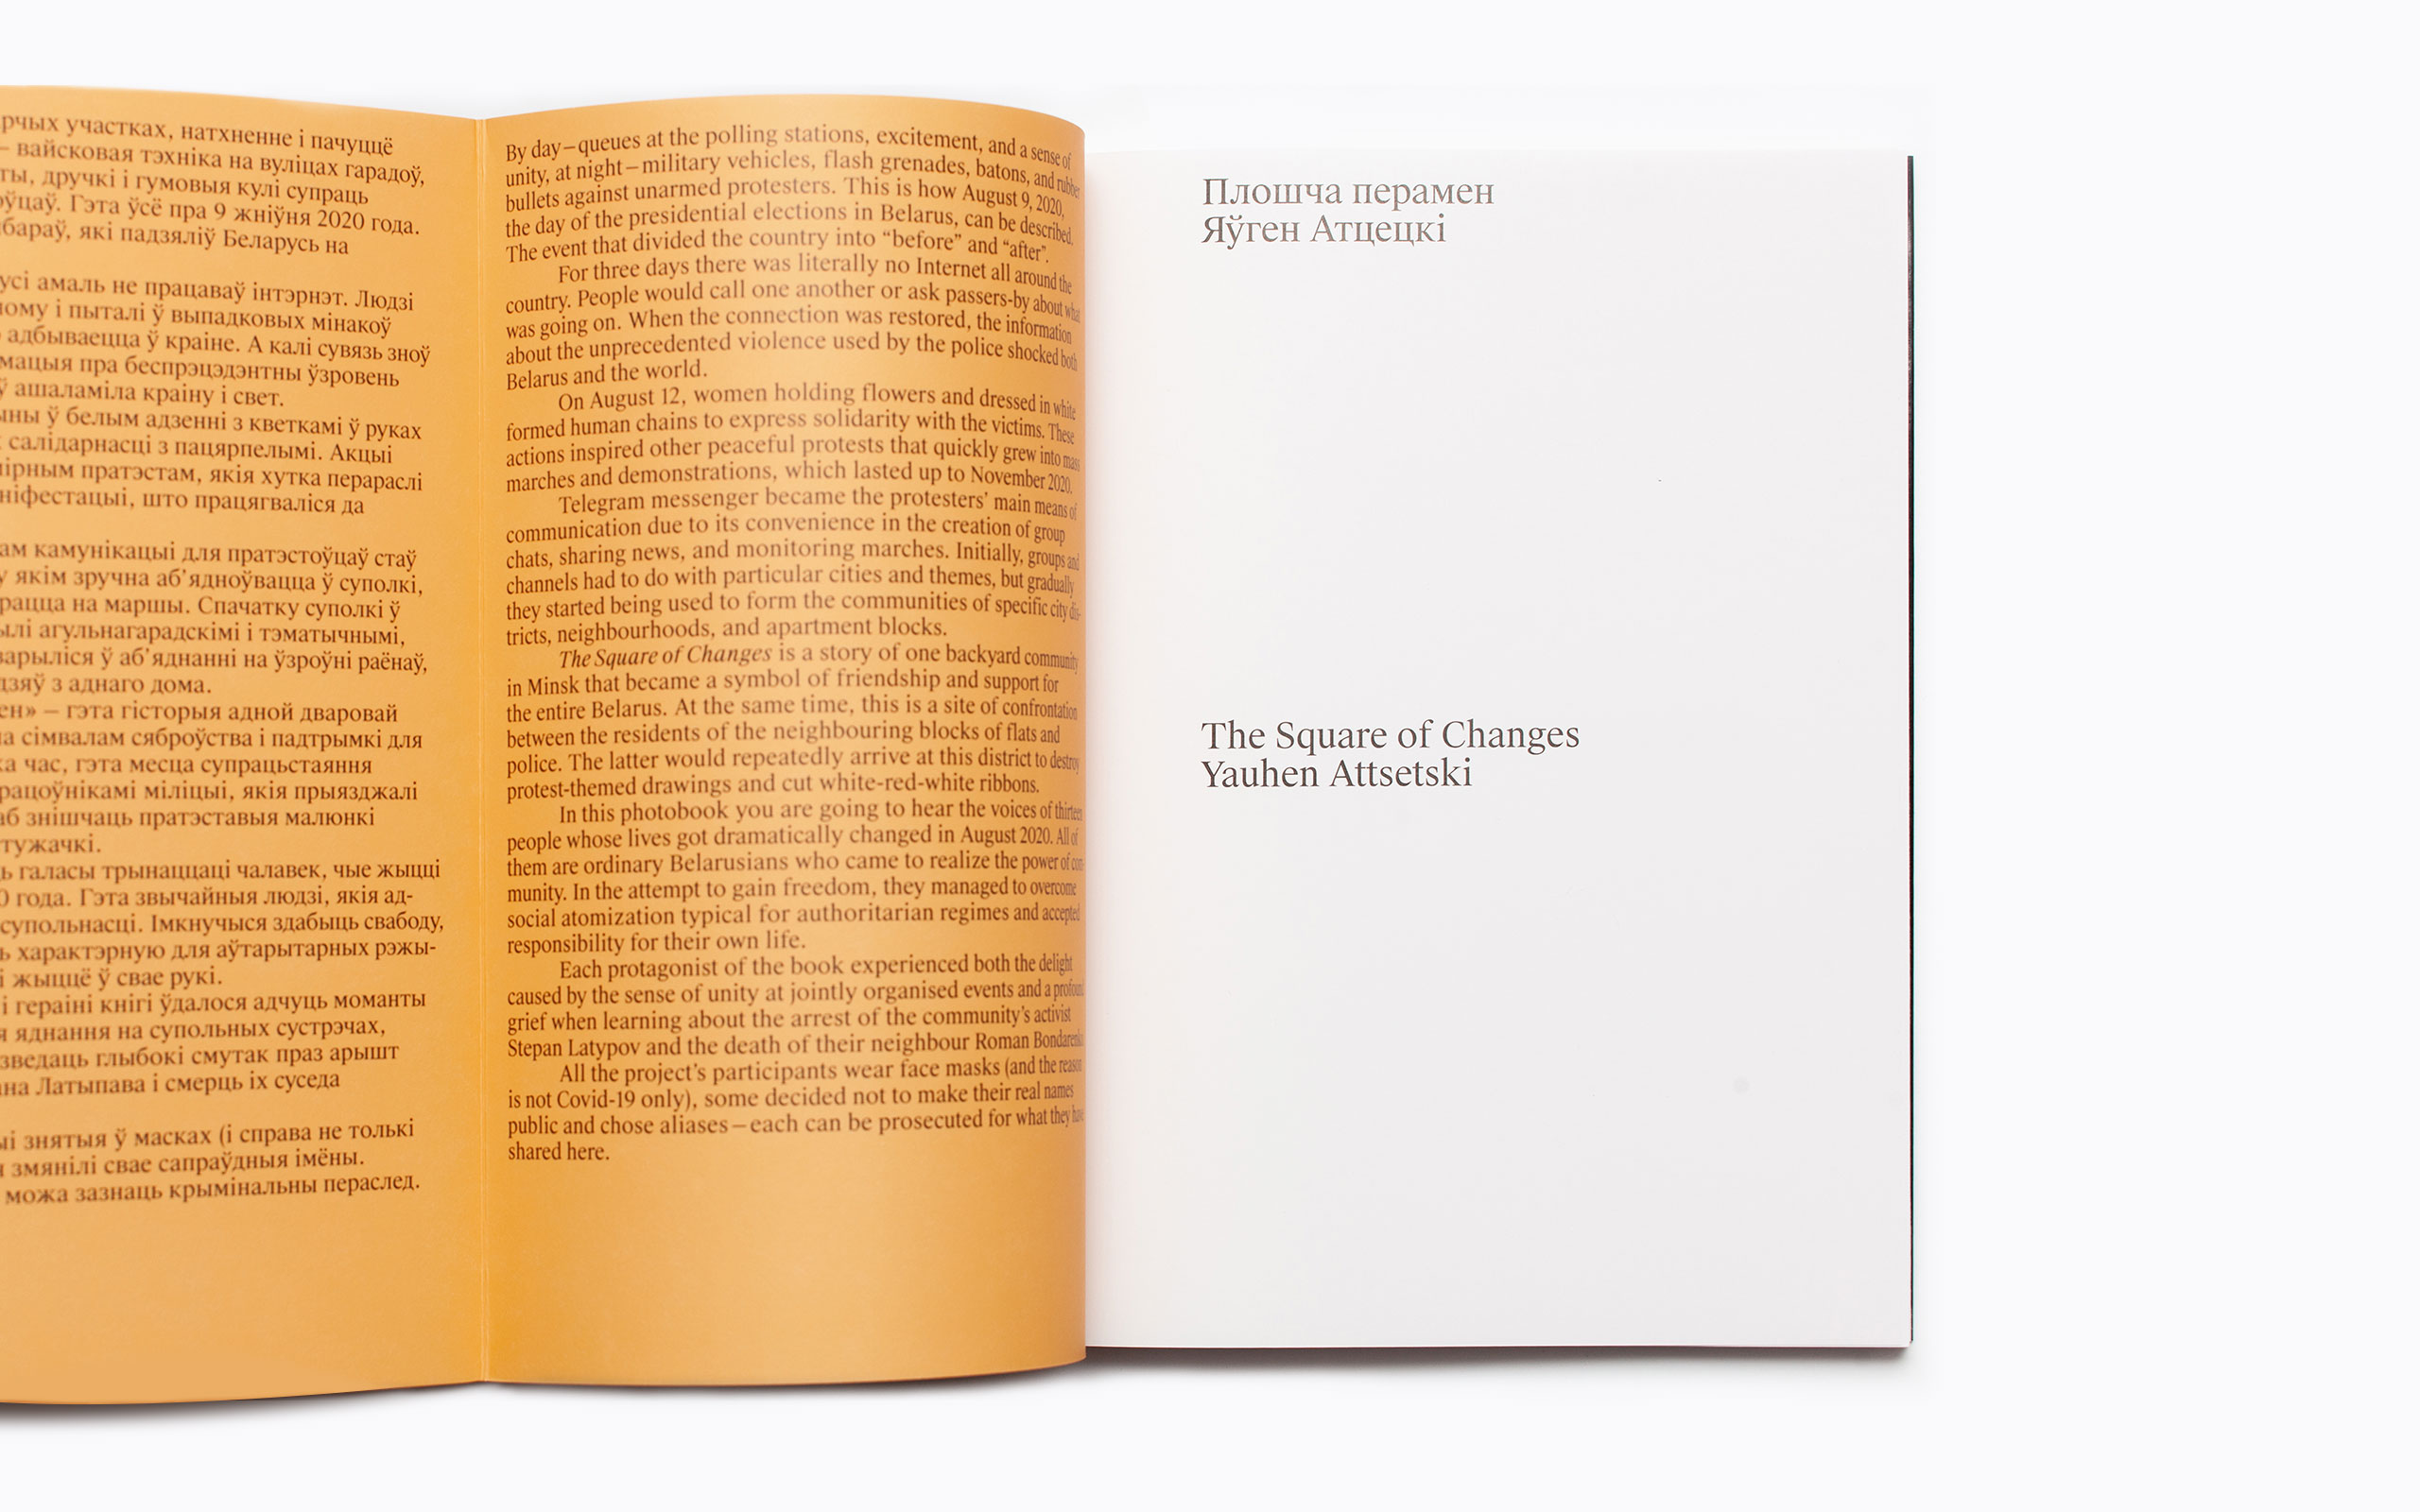 рчых участках, натхненне і пачуццё
– вайсковая тэхніка на вуліцах гарадоў,
ты, дручкі і гумовыя кулі супраць
оўцаў. Гэта ўсё пра 9 жніўня 2020 года.
бараў, які падзяліў Беларусь на
усі амаль не працаваў інтэрнэт. Людзі
ному і пыталі ў выпадковых мінакоў
адбываецца ў краіне. А калі сувязь зноў
мацыя пра беспрэцэдэнтны ўзровень
ў ашаламіла краіну і свет.
ны ў белым адзенні з кветкамі ў руках
салідарнасці з пацярпелымі. Акцыі
мірным пратэстам, якія хутка перараслі
ніфестацыі, што працягваліся да
ам камунікацыі для пратэстоўцаў стаў
у якім зручна аб’ядноўвацца ў суполкі,
рацца на маршы. Спачатку суполкі ў
ылі агульнагарадскімі і тэматычнымі,
варыліся ў аб’яднанні на ўзроўні раёнаў,
дзяў з аднаго дома.
ен» – гэта гісторыя адной дваровай
а сімвалам сяброўства і падтрымкі для
ка час, гэта месца супрацьстаяння
рацоўнікамі міліцыі, якія прыязджалі
аб знішчаць пратэставыя малюнкі
тужачкі.
ь галасы трынаццаці чалавек, чые жыцці
0 года. Гэта звычайныя людзі, якія ад-
супольнасці. Імкнучыся здабыць свабоду,
ь характэрную для аўтарытарных рэжы-
і жыццё ў свае рукі.
і гераіні кнігі ўдалося адчуць моманты
я яднання на супольных сустрэчах,
зведаць глыбокі смутак праз арышт
ана Латыпава і смерць іх суседа
ыі знятыя ў масках (і справа не толькі
і змянілі свае сапраўдныя імёны.
можа зазнаць крымінальны пераслед.
By day – queues at the polling stations, excitement, and a sense of
unity, at night – military vehicles, flash grenades, batons, and rubber
bullets against unarmed protesters. This is how August 9, 2020,
the day of the presidential elections in Belarus, can be described.
The event that divided the country into “before” and “after”.
For three days there was literally no Internet all around the
country. People would call one another or ask passers-by about what
was going on. When the connection was restored, the information
about the unprecedented violence used by the police shocked both
Belarus and the world.
On August 12, women holding flowers and dressed in white
formed human chains to express solidarity with the victims. These
actions inspired other peaceful protests that quickly grew into mass
marches and demonstrations, which lasted up to November 2020.
Telegram messenger became the protesters’ main means of
communication due to its convenience in the creation of group
chats, sharing news, and monitoring marches. Initially, groups and
channels had to do with particular cities and themes, but gradually
they started being used to form the communities of specific city dis-
tricts, neighbourhoods, and apartment blocks.
The Square of Changes is a story of one backyard community
in Minsk that became a symbol of friendship and support for
the entire Belarus. At the same time, this is a site of confrontation
between the residents of the neighbouring blocks of flats and
police. The latter would repeatedly arrive at this district to destroy
protest-themed drawings and cut white-red-white ribbons.
In this photobook you are going to hear the voices of thirteen
people whose lives got dramatically changed in August 2020. All of
them are ordinary Belarusians who came to realize the power of com-
munity. In the attempt to gain freedom, they managed to overcome
social atomization typical for authoritarian regimes and accepted
responsibility for their own life.
Each protagonist of the book experienced both the delight
caused by the sense of unity at jointly organised events and a profound
grief when learning about the arrest of the community’s activist
Stepan Latypov and the death of their neighbour Roman Bondarenko
All the project’s participants wear face masks (and the reason
is not Covid-19 only), some decided not to make their real names
public and chose aliases – each can be prosecuted for what they have
shared here.
Плошча перамен
Яўген Атцецкі
The Square of Changes
Yauhen Attsetski